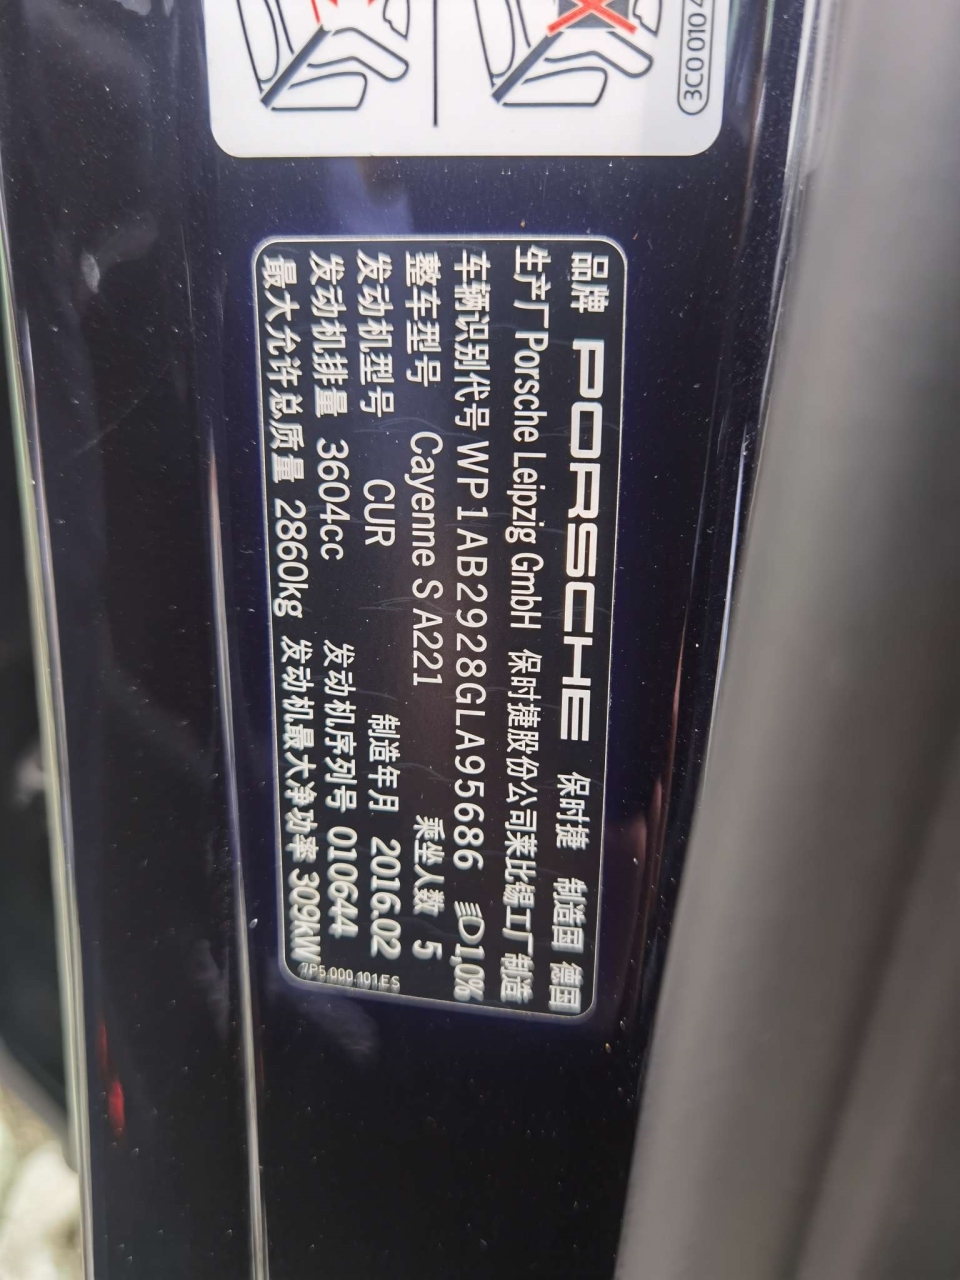 3C0 010
品牌 PORSCHE 保时捷 制造国 德国
生产厂 Porsche Leipzig GmbH 保时捷股份公司莱比锡工厂制造
车辆识别代号 WP1AB2928GLA95686 1,0%
整车型号 Cayenne S A221 乘坐人数 5
发动机型号 CUR 制造年月 2016.02
发动机排量 3604cc 发动机序列号 010644
最大允许总质量 2860kg 发动机最大净功率 309kW
7P5.000.101.ES